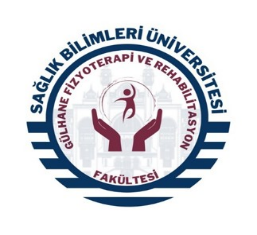 SAĞLIK BİLİMLERİ ÜNİVERSİTESİ
GÜLHANE FİZYOTERAPİ VE REHABİLİTASYON
FAKÜLTESİ